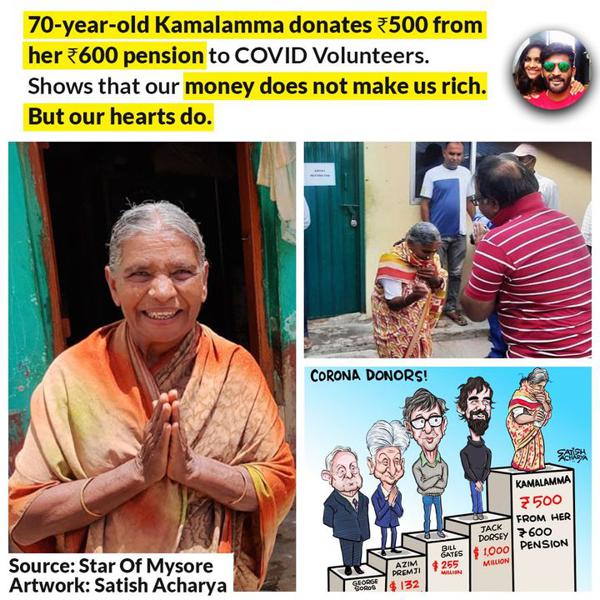 70-year-old Kamalamma donates ₹500 from
her ₹600 pension to COVID Volunteers.
Shows that our money does not make us rich.
But our hearts do.
CORONA DONORS!
SATISH
ACHARYA
KAMALAMMA
₹500
FROM HER
₹600
PENSION
JACK
DORSEY
$ 1,000
MILLION
BILL
GATES
$ 255
MILLION
AZIM
PREMJI
$ 132
GEORGE
SOROS
Source: Star Of Mysore
Artwork: Satish Acharya